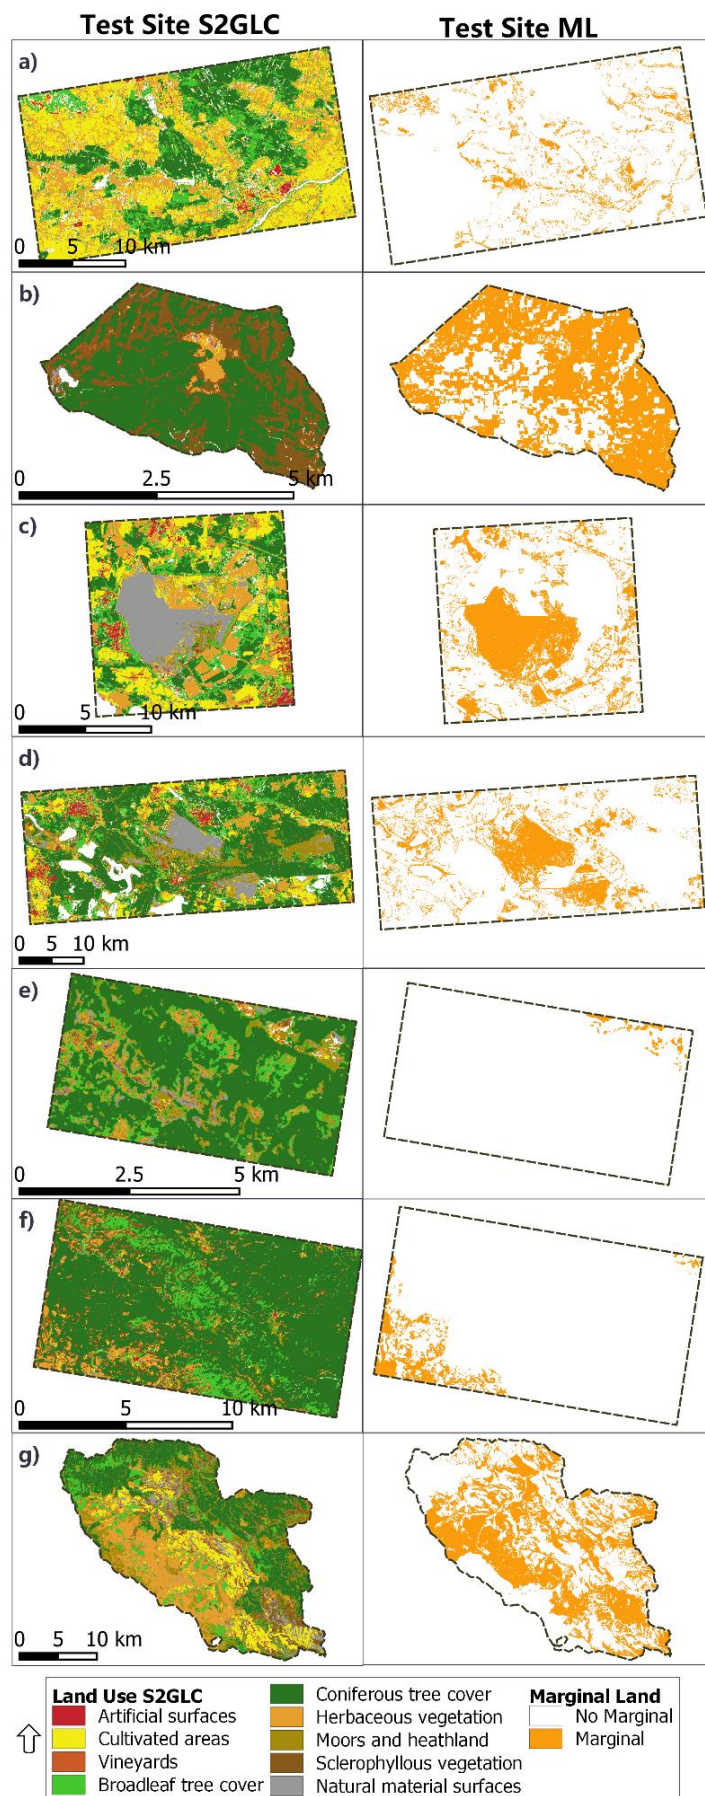 Test Site S2GLC Test Site ML
a)
0 5 10 km
b)
0 2.5 5 km
c)
0 5 10 km
d)
0 5 10 km
e)
0 2.5 5 km
f)
0 5 10 km
g)
0 5 10 km
Land Use S2GLC Coniferous tree cover Marginal Land
Artificial surfaces Herbaceous vegetation No Marginal
Cultivated areas Moors and heathland Marginal
Vineyards Sclerophyllous vegetation
Broadleaf tree cover Natural material surfaces